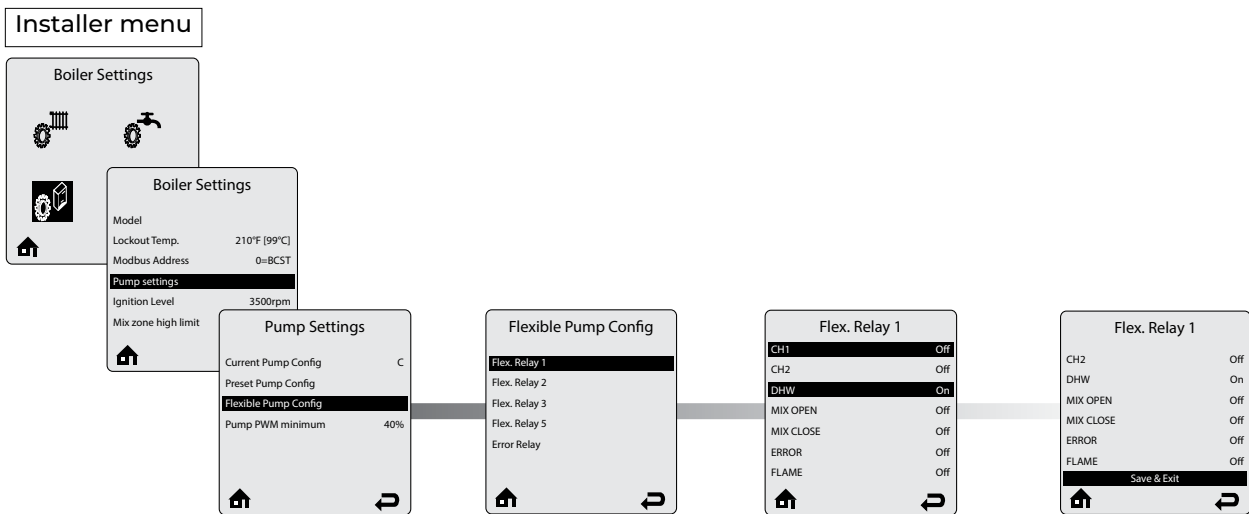 Installer menu
Boiler Settings
Boiler Settings
Model
Lockout Temp. 210°F [99°C]
Modbus Address 0=BCST
Pump settings
Ignition Level 3500rpm
Mix zone high limit
Pump Settings
Current Pump Config C
Preset Pump Config
Flexible Pump Config
Pump PWM minimum 40%
Flexible Pump Config
Flex. Relay 1
Flex. Relay 2
Flex. Relay 3
Flex. Relay 5
Error Relay
Flex. Relay 1
CH1 Off
CH2 Off
DHW On
MIX OPEN Off
MIX CLOSE Off
ERROR Off
FLAME Off
Flex. Relay 1
CH2 Off
DHW On
MIX OPEN Off
MIX CLOSE Off
ERROR Off
FLAME Off
Save & Exit